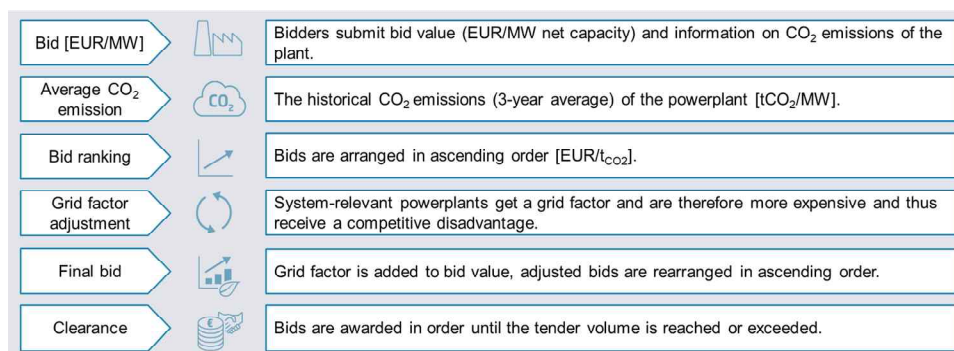 Bid [EUR/MW]
Bidders submit bid value (EUR/MW net capacity) and information on CO₂ emissions of the
plant.
Average CO₂
emission
CO₂
The historical CO₂ emissions (3-year average) of the powerplant [tCO₂/MW].
Bid ranking
Bids are arranged in ascending order [EUR/t_CO2].
Grid factor
adjustment
System-relevant powerplants get a grid factor and are therefore more expensive and thus
receive a competitive disadvantage.
Final bid
Grid factor is added to bid value, adjusted bids are rearranged in ascending order.
Clearance
€
Bids are awarded in order until the tender volume is reached or exceeded.